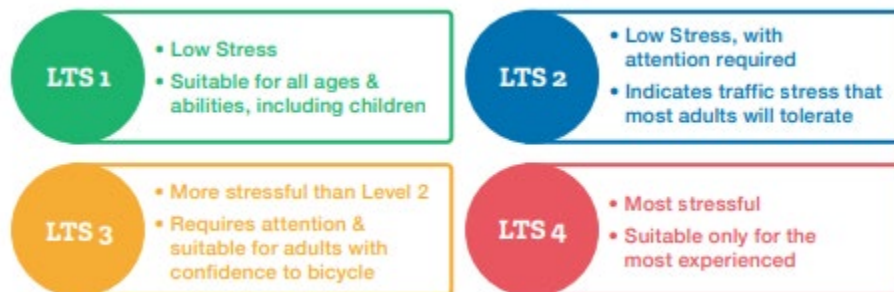 LTS 1
• Low Stress
• Suitable for all ages &
abilities, including children
LTS 2
• Low Stress, with
attention required
• Indicates traffic stress that
most adults will tolerate
LTS 3
• More stressful than Level 2
• Requires attention &
suitable for adults with
confidence to bicycle
LTS 4
• Most stressful
• Suitable only for the
most experienced